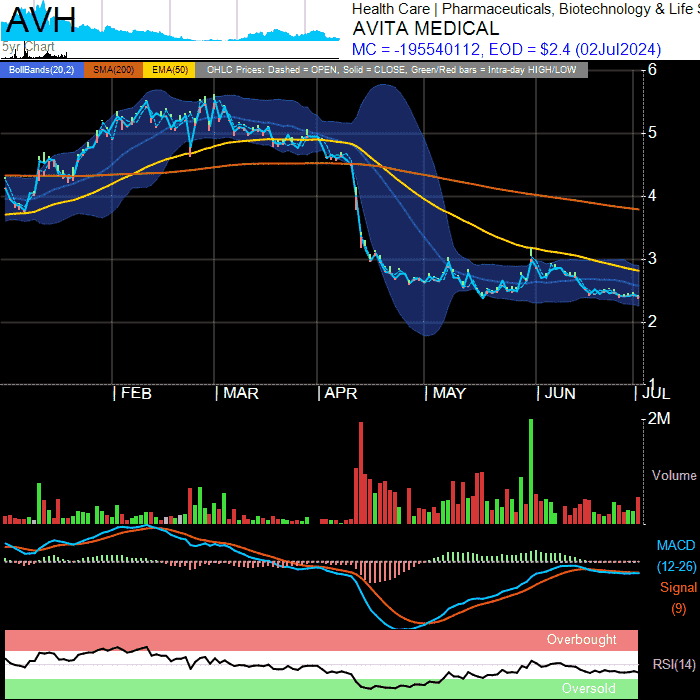 AVH
5yr Chart
Health Care | Pharmaceuticals, Biotechnology & Life S
AVITA MEDICAL
MC = -195540112, EOD = $2.4 (02Jul2024)
BollBands(20,2) SMA(200) EMA(50) OHLC Prices: Dashed = OPEN, Solid = CLOSE, Green/Red bars = Intra-day HIGH/LOW
6
5
4
3
2
1
FEB MAR APR MAY JUN JUL
2M
Volume
MACD
(12-26)
Signal
(9)
Overbought
RSI(14)
Oversold